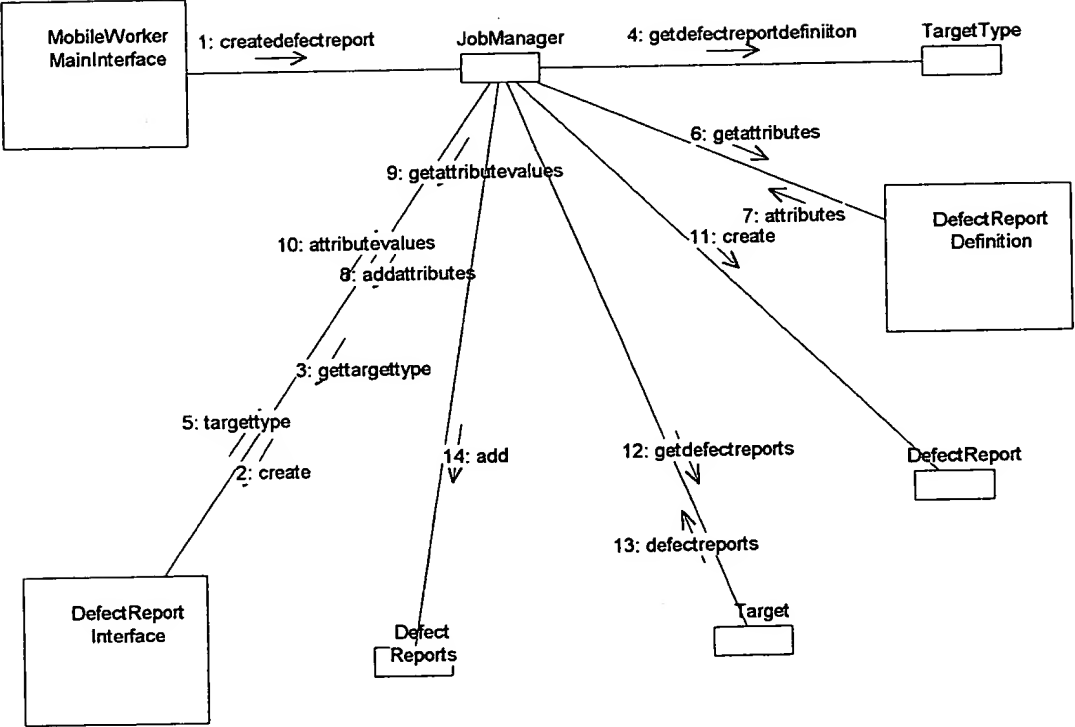 MobileWorker
MainInterface
1: createdefectreport
JobManager
4: getdefectreportdefiniiton
TargetType
6: getattributes
9: getattributevalues
7: attributes
DefectReport
Definition
11: create
10: attributevalues
8: addattributes
3: gettargettype
5: targettype
2: create
14: add
12: getdefectreports
DefectReport
13: defectreports
DefectReport
Interface
Defect
Reports
Target